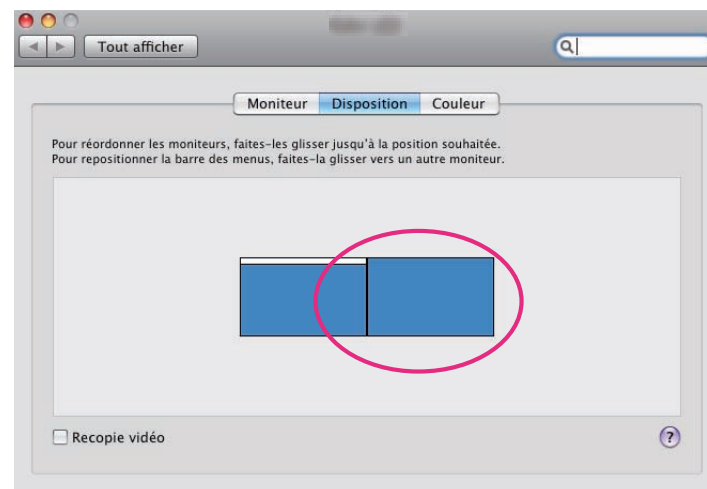 Tout afficher
Moniteur Disposition Couleur
Pour réordonner les moniteurs, faites-les glisser jusqu'à la position souhaitée.
Pour repositionner la barre des menus, faites-la glisser vers un autre moniteur.
Recopie vidéo
?